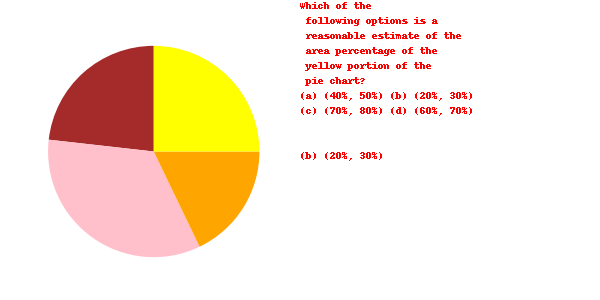 Which of the
following options is a
reasonable estimate of the
area percentage of the
yellow portion of the
pie chart?
(a) (40%, 50%) (b) (20%, 30%)
(c) (70%, 80%) (d) (60%, 70%)
(b) (20%, 30%)